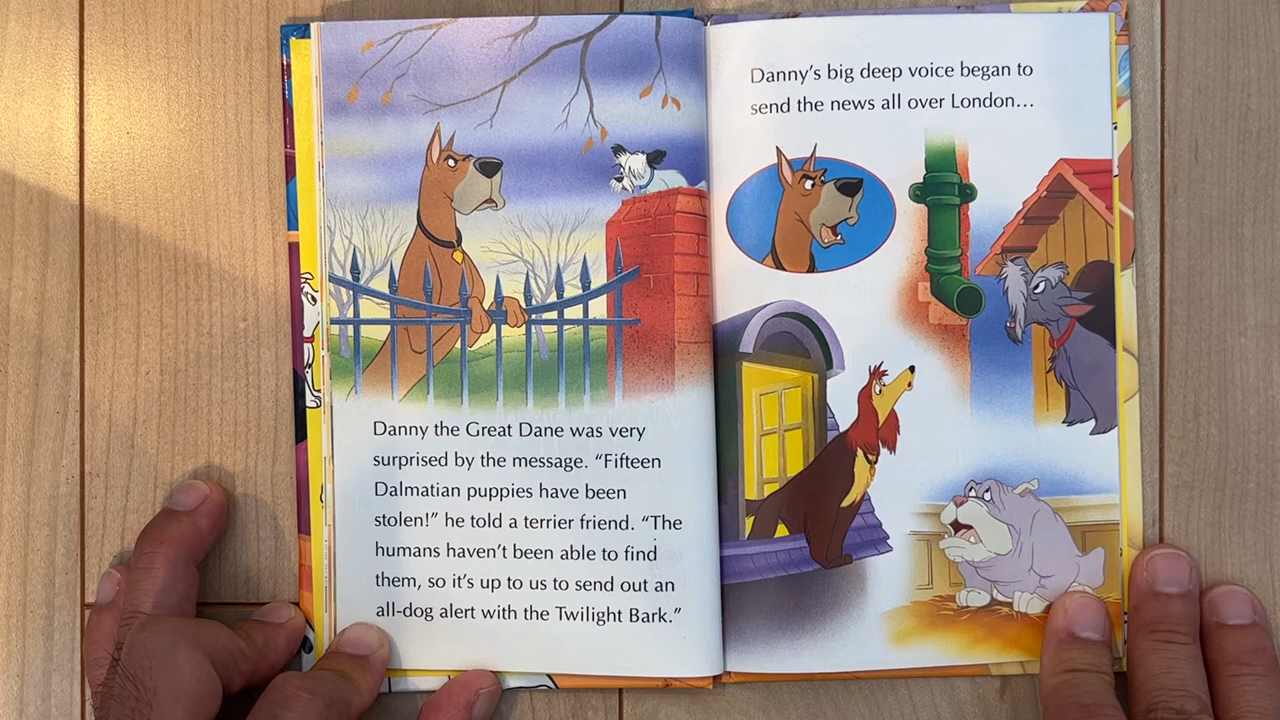 Danny the Great Dane was very
surprised by the message. “Fifteen
Dalmatian puppies have been
stolen!” he told a terrier friend. “The
humans haven’t been able to find
them, so it’s up to us to send out an
all-dog alert with the Twilight Bark.”
Danny’s big deep voice began to
send the news all over London…